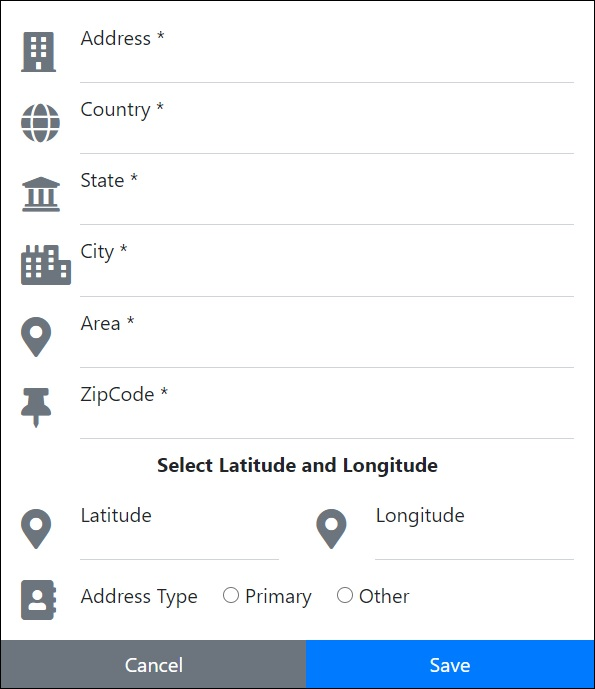 Address *
Country *
State *
City *
Area *
ZipCode *
Select Latitude and Longitude
Latitude Longitude
Address Type Primary Other
Cancel Save